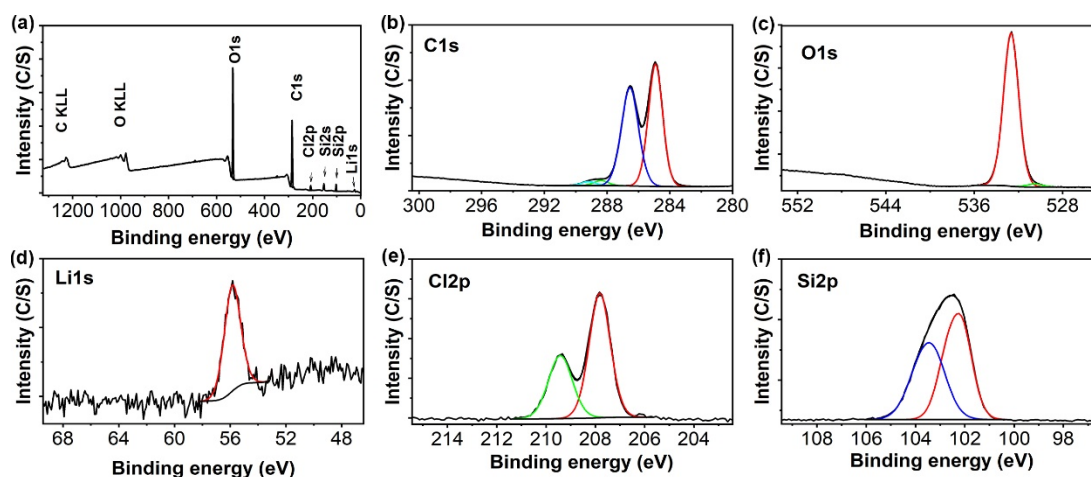 (a)
Intensity (C/S)
C KLL
O KLL
O1s
C1s
Cl2p
Si2s
Si2p
Li1s
1200 1000 800 600 400 200 0
Binding energy (eV)
(b)
C1s
Intensity (C/S)
300 296 292 288 284 280
Binding energy (eV)
(c)
O1s
Intensity (C/S)
552 544 536 528
Binding energy (eV)
(d)
Li1s
Intensity (C/S)
68 64 60 56 52 48
Binding energy (eV)
(e)
Cl2p
Intensity (C/S)
214 210 206 204
Binding energy (eV)
(f)
Si2p
Intensity (C/S)
108 106 104 102 100 98
Binding energy (eV)